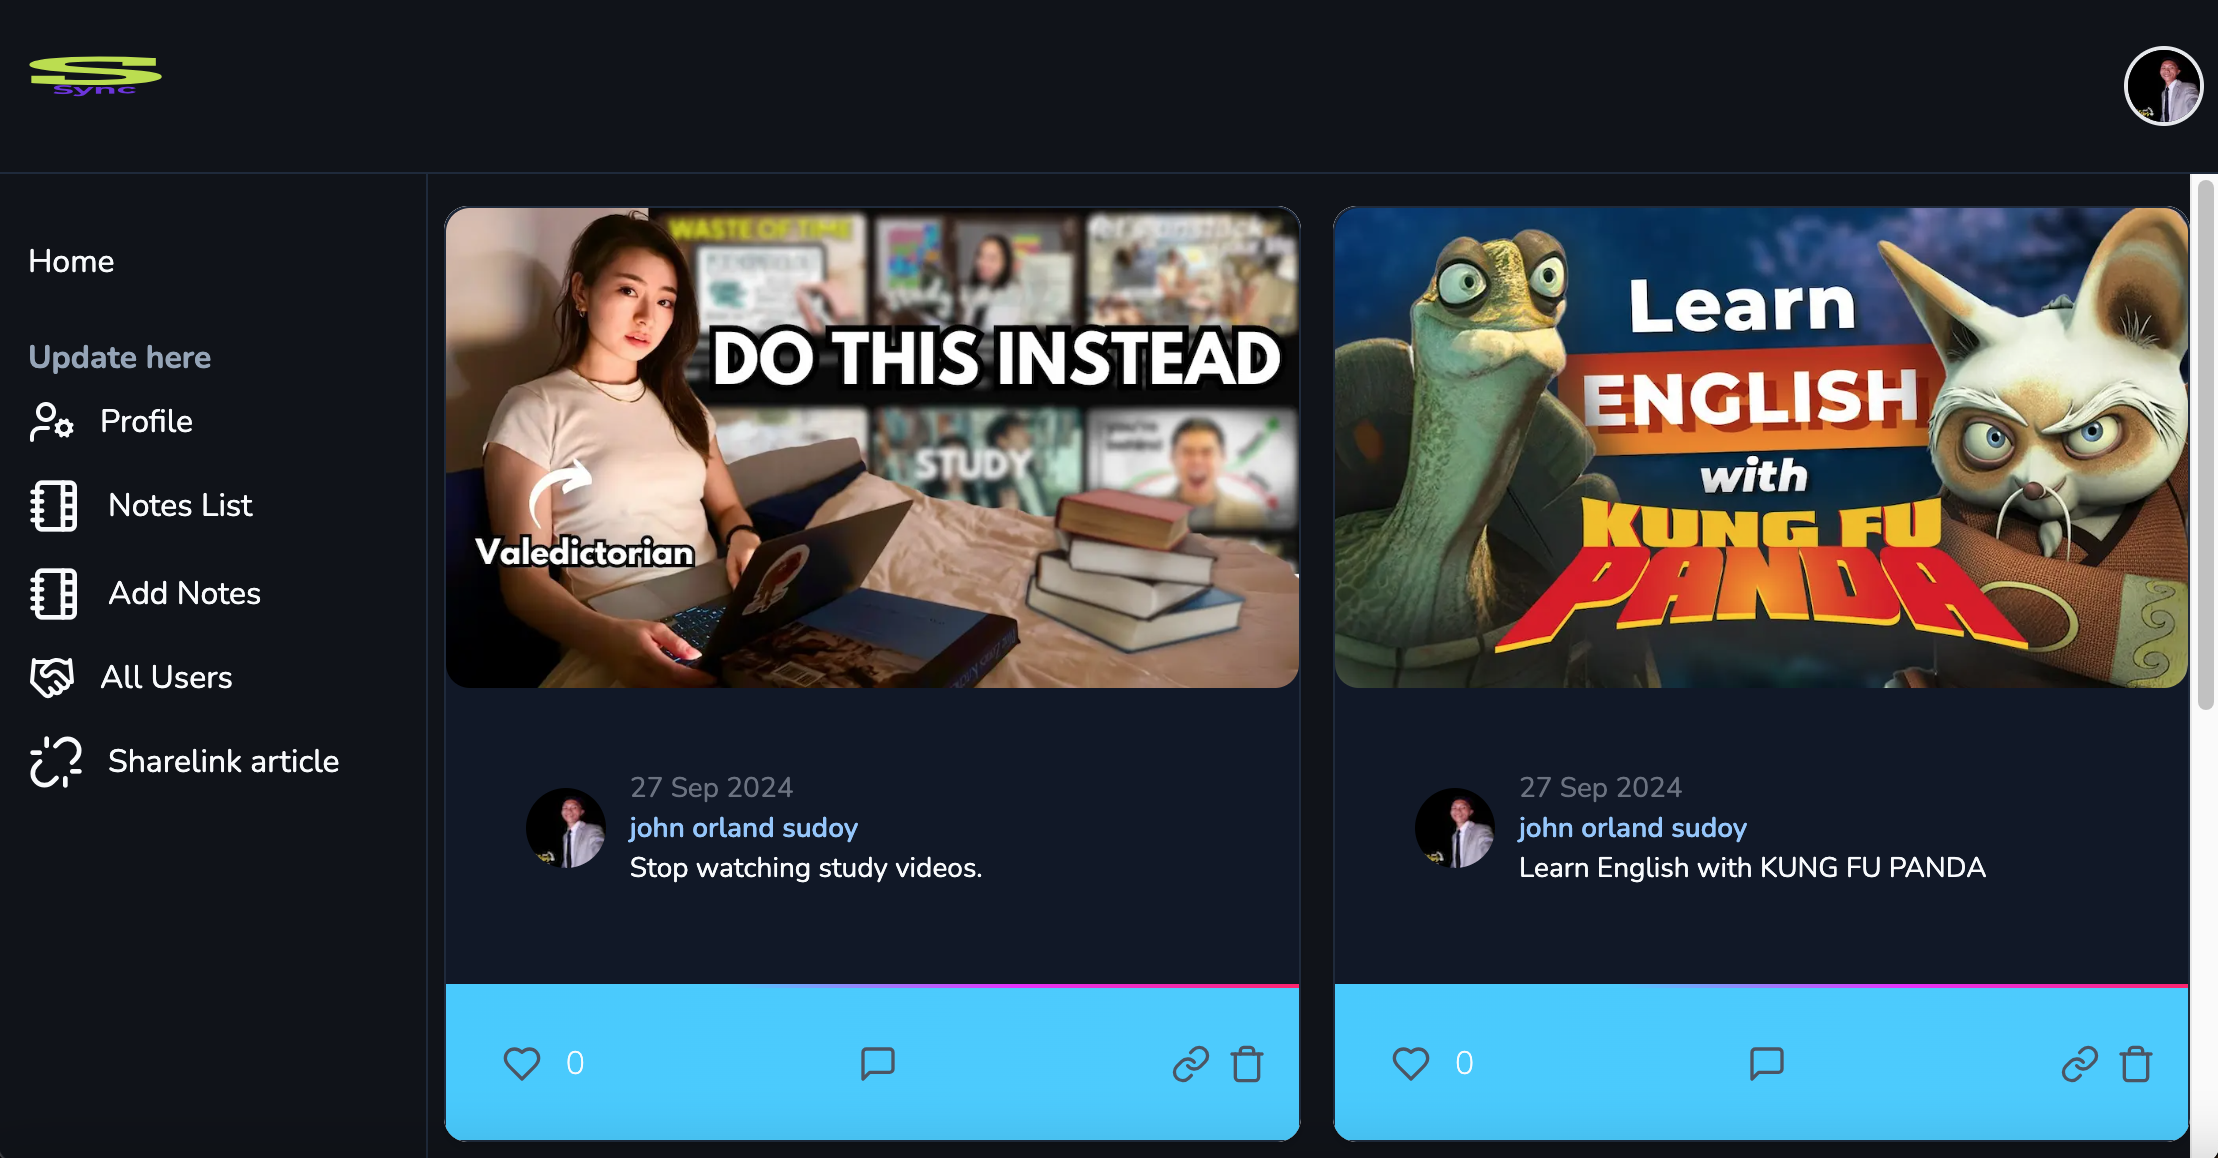 S
Sync
Home
Update here
Profile
Notes List
Add Notes
All Users
Sharelink article
WASTE OF TIME
DO THIS INSTEAD
STUDY
Valedictorian
27 Sep 2024
john orland sudoy
Stop watching study videos.
0
Learn
ENGLISH
with
KUNG FU
PANDA
27 Sep 2024
john orland sudoy
Learn English with KUNG FU PANDA
0